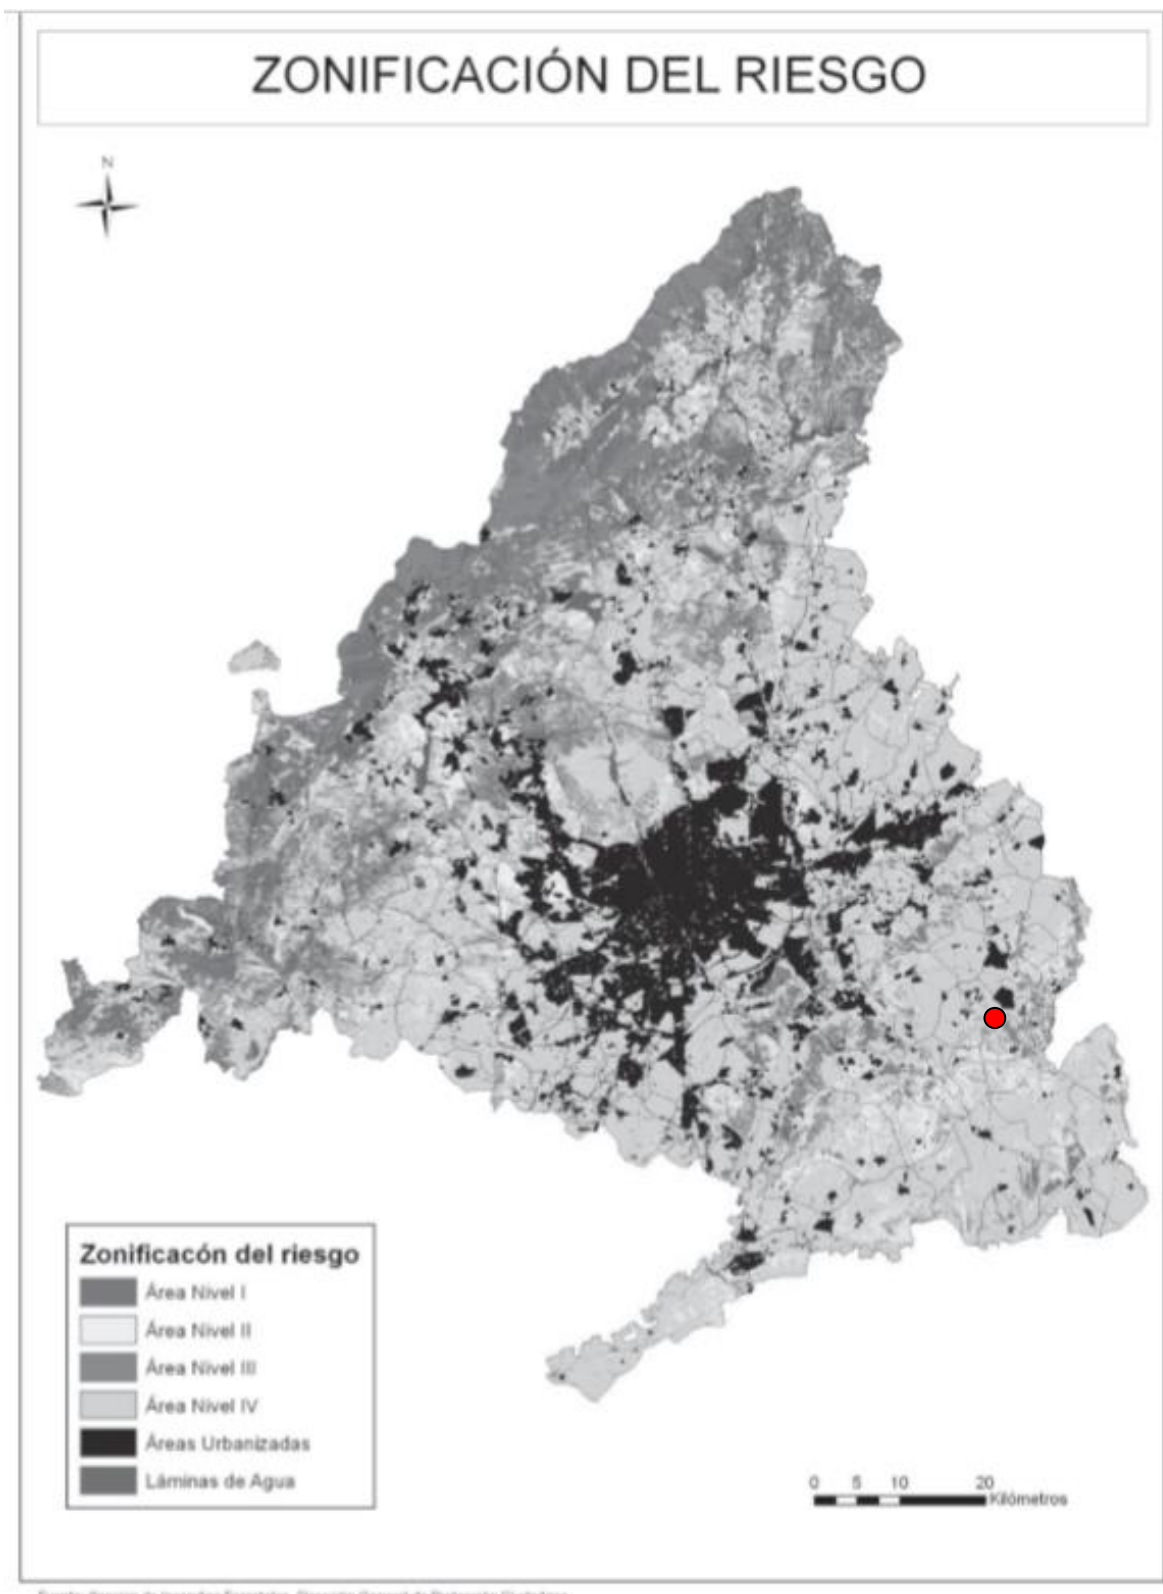 ZONIFICACIÓN DEL RIESGO
N
Zonificacón del riesgo
Área Nivel I
Área Nivel II
Área Nivel III
Área Nivel IV
Áreas Urbanizadas
Láminas de Agua
0 5 10 20
Kilómetros